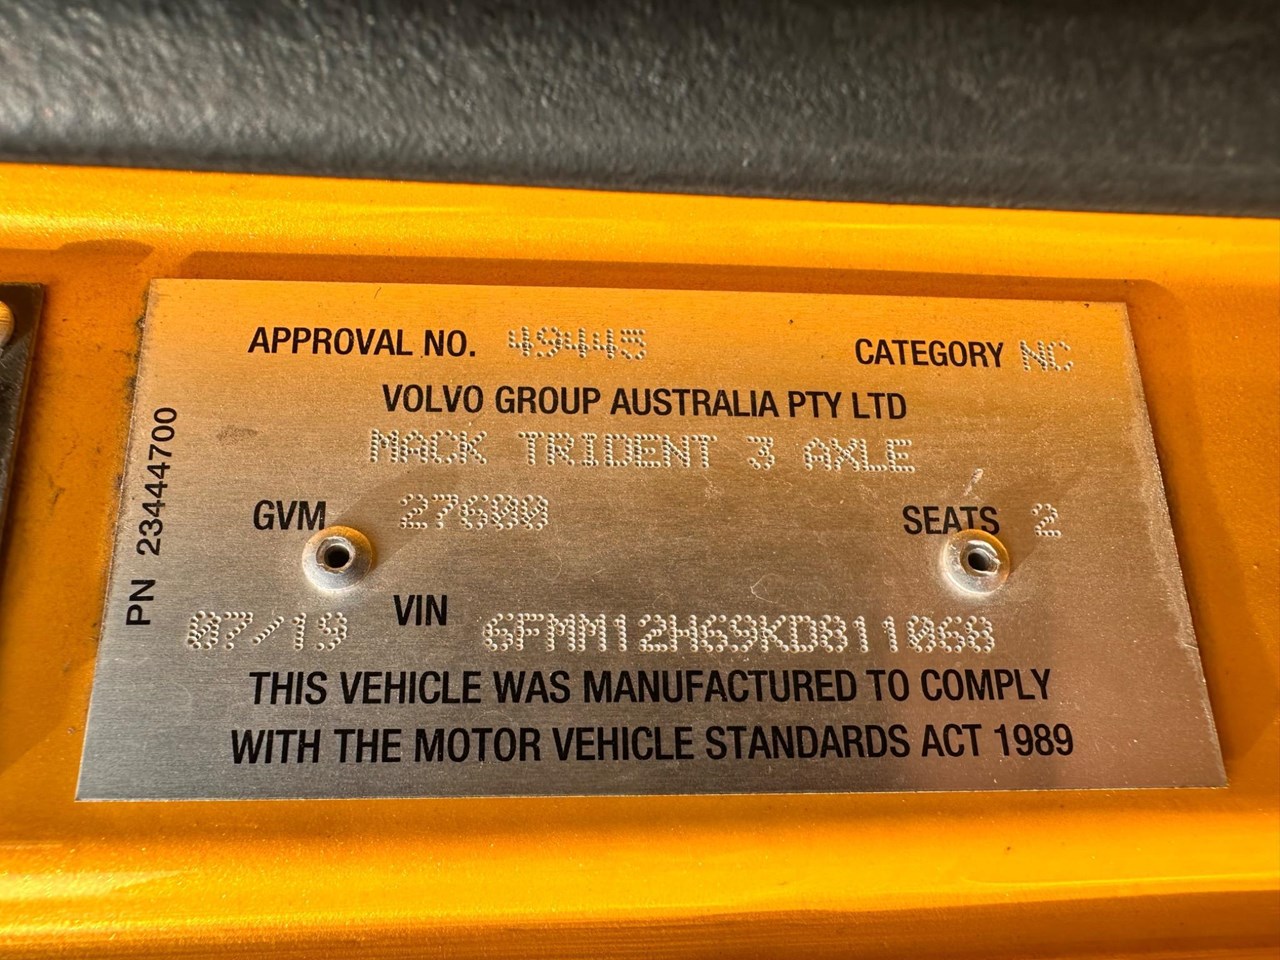 APPROVAL NO. 49445 CATEGORY NC
VOLVO GROUP AUSTRALIA PTY LTD
MACK TRIDENT 3 AXLE
GVM 27600 SEATS 2
07/19 VIN 6FMM12H69KD811068
THIS VEHICLE WAS MANUFACTURED TO COMPLY
WITH THE MOTOR VEHICLE STANDARDS ACT 1989
PN 23444700